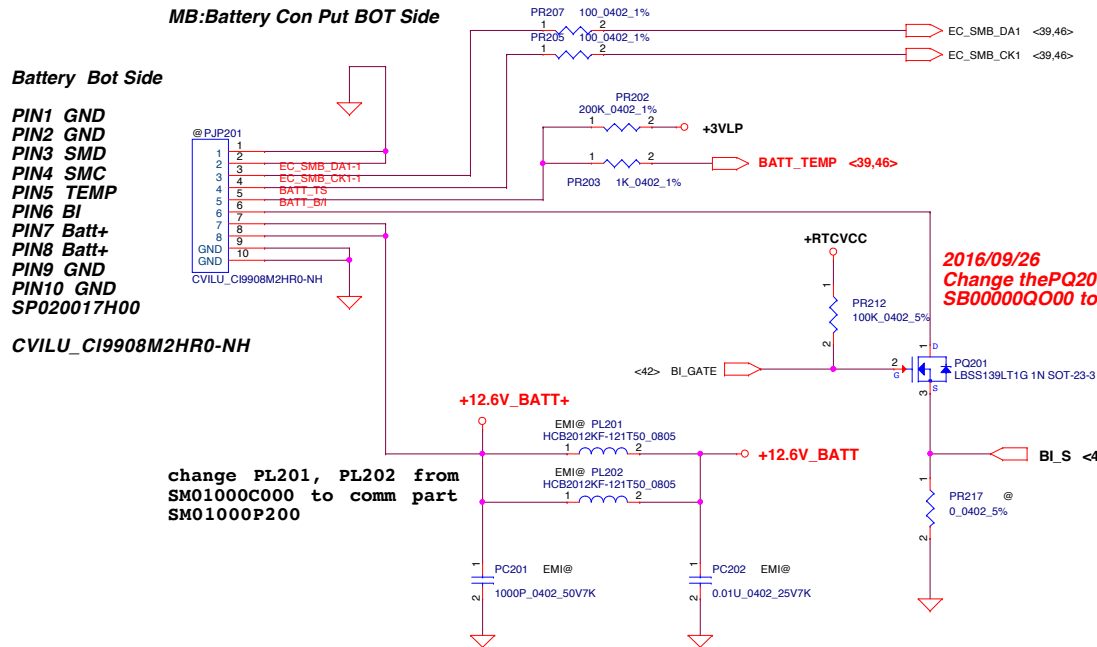 MB:Battery Con Put BOT Side
PR207 100_0402_1%
1 2
EC_SMB_DA1 <39,46>
PR205 100_0402_1%
1 2
EC_SMB_CK1 <39,46>
Battery Bot Side
PIN1 GND
PIN2 GND
PIN3 SMD
PIN4 SMC
PIN5 TEMP
PIN6 BI
PIN7 Batt+
PIN8 Batt+
PIN9 GND
PIN10 GND
SP020017H00
CVILU_CI9908M2HR0-NH
@PJP201
1 1
2 2
3 3
4 4
5 5
6 6
7 7
8 8
GND 9
GND 10
CVILU_CI9908M2HR0-NH
EC_SMB_DA1-1
EC_SMB_CK1-1
BATT_TS
BATT_B/I
PR202
200K_0402_1%
1 2
+3VLP
1 2
PR203 1K_0402_1%
BATT_TEMP <39,46>
+RTCVCC
1
PR212
100K_0402_5%
2
2016/09/26
Change thePQ20
SB00000QO00 to
<42> BI_GATE
1 D
2 G
3 S
PQ201
LBSS139LT1G 1N SOT-23-3
BI_S <4
1
PR217 @
0_0402_5%
2
+12.6V_BATT+
EMI@ PL201
HCB2012KF-121T50_0805
1 2
+12.6V_BATT
EMI@ PL202
HCB2012KF-121T50_0805
1 2
change PL201, PL202 from
SM01000C000 to comm part
SM01000P200
1
PC201 EMI@
1000P_0402_50V7K
2
1
PC202 EMI@
0.01U_0402_25V7K
2